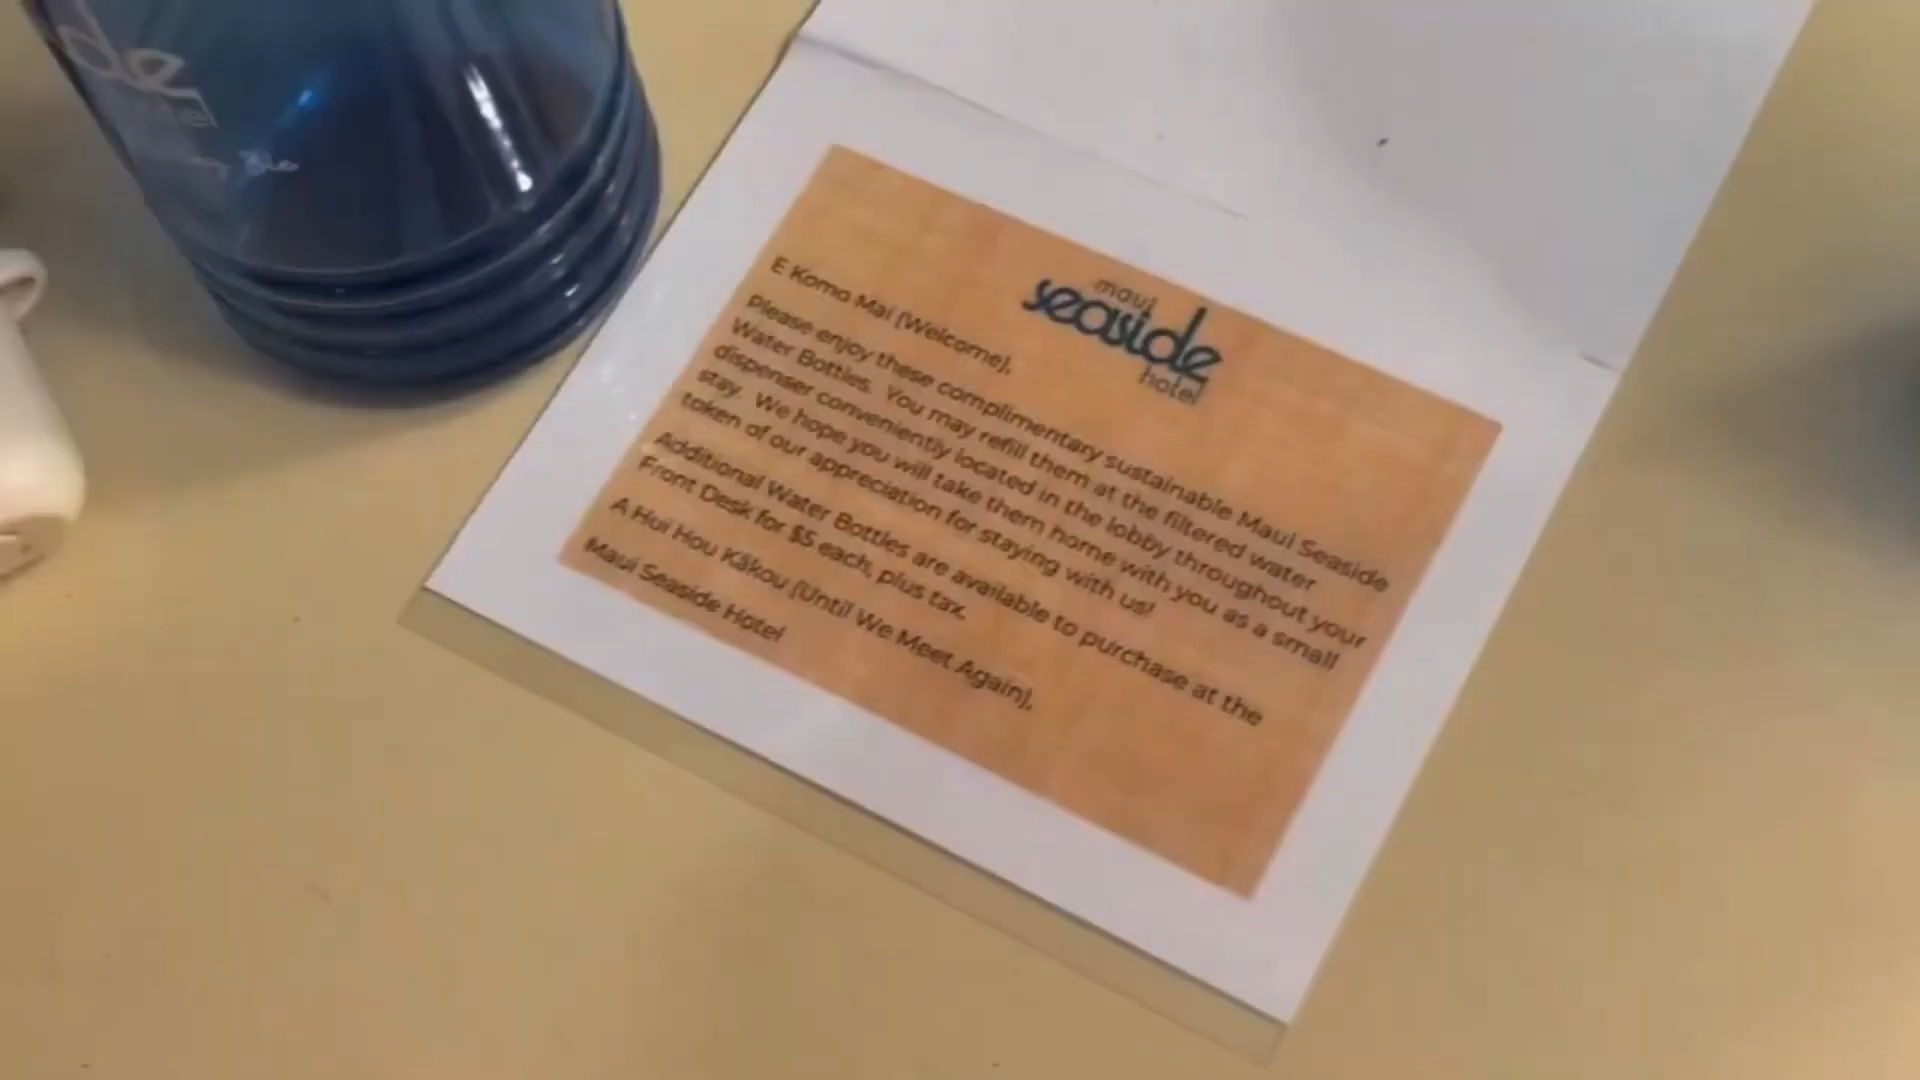 de
maui
seaside
hotel
E Komo Mai (Welcome),
Please enjoy these complimentary sustainable Maui Seaside
Water Bottles. You may refill them at the filtered water
dispenser conveniently located in the lobby throughout your
stay. We hope you will take them home with you as a small
token of our appreciation for staying with us!
Additional Water Bottles are available to purchase at the
Front Desk for $5 each, plus tax.
A Hui Hou Kākou (Until We Meet Again),
Maui Seaside Hotel